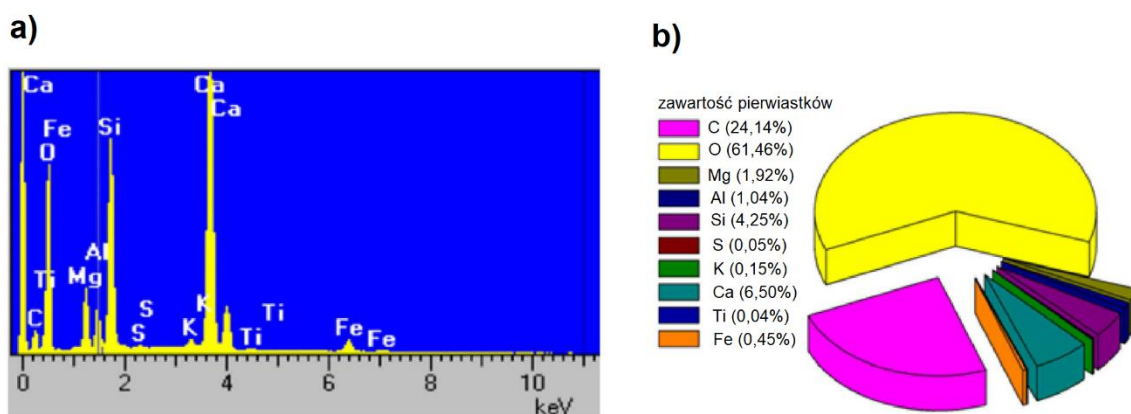 a)
b)
Ca
Fe
O
Si
Ca
Ca
Ti
C
Mg
Al
S
S
K
K
Ti
Ti
Fe
Fe
0 2 4 6 8 10
keV
zawartość pierwiastków
C (24,14%)
O (61,46%)
Mg (1,92%)
Al (1,04%)
Si (4,25%)
S (0,05%)
K (0,15%)
Ca (6,50%)
Ti (0,04%)
Fe (0,45%)